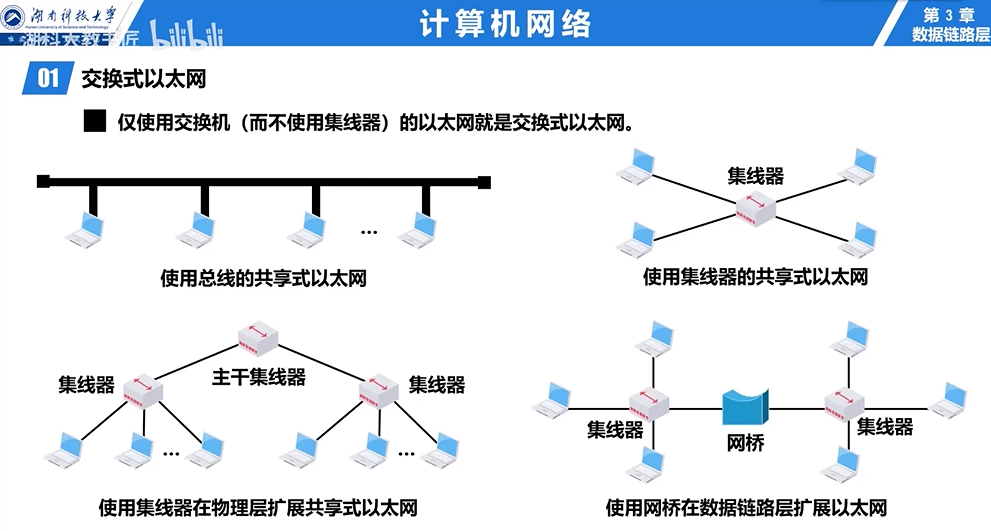 湖南科技大学
Hunan University of Science and Technology
湖科大教书匠 bilibili
计算机网络
第 3 章
数据链路层
01 交换式以太网
仅使用交换机（而不使用集线器）的以太网就是交换式以太网。
...
使用总线的共享式以太网
集线器
使用集线器的共享式以太网
主干集线器
集线器
集线器
...
...
使用集线器在物理层扩展共享式以太网
集线器
网桥
集线器
使用网桥在数据链路层扩展以太网